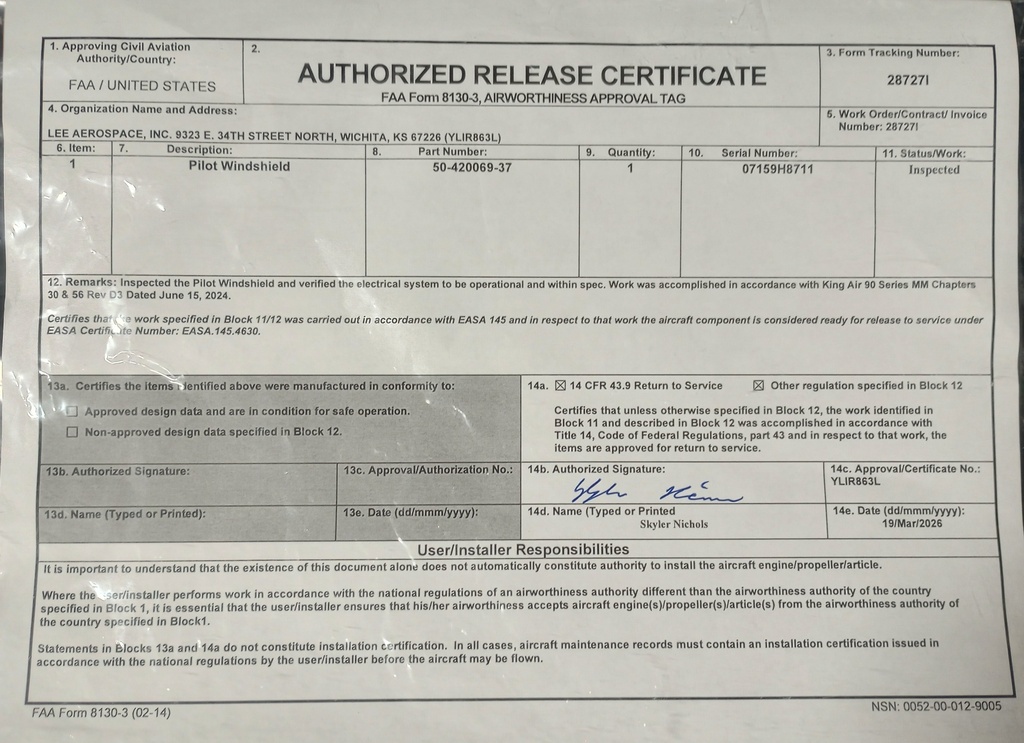 1. Approving Civil Aviation
Authority/Country:
FAA / UNITED STATES
2.
AUTHORIZED RELEASE CERTIFICATE
FAA Form 8130-3, AIRWORTHINESS APPROVAL TAG
3. Form Tracking Number:
28727I
4. Organization Name and Address:
LEE AEROSPACE, INC. 9323 E. 34TH STREET NORTH, WICHITA, KS 67226 (YLIR863L)
5. Work Order/Contract/ Invoice
Number: 28727I
6. Item:
1
7. Description:
Pilot Windshield
8. Part Number:
50-420069-37
9. Quantity:
1
10. Serial Number:
07159H8711
11. Status/Work:
Inspected
12. Remarks: Inspected the Pilot Windshield and verified the electrical system to be operational and within spec. Work was accomplished in accordance with King Air 90 Series MM Chapters
30 & 56 Rev D3 Dated June 15, 2024.
Certifies that the work specified in Block 11/12 was carried out in accordance with EASA 145 and in respect to that work the aircraft component is considered ready for release to service under
EASA Certificate Number: EASA.145.4630.
13a. Certifies the items identified above were manufactured in conformity to:
Approved design data and are in condition for safe operation.
Non-approved design data specified in Block 12.
14a. ☒ 14 CFR 43.9 Return to Service ☒ Other regulation specified in Block 12
Certifies that unless otherwise specified in Block 12, the work identified in
Block 11 and described in Block 12 was accomplished in accordance with
Title 14, Code of Federal Regulations, part 43 and in respect to that work, the
items are approved for return to service.
13b. Authorized Signature:
13c. Approval/Authorization No.:
14b. Authorized Signature:
14c. Approval/Certificate No.:
YLIR863L
13d. Name (Typed or Printed):
13e. Date (dd/mmm/yyyy):
14d. Name (Typed or Printed
Skyler Nichols
14e. Date (dd/mmm/yyyy):
19/Mar/2026
User/Installer Responsibilities
It is important to understand that the existence of this document alone does not automatically constitute authority to install the aircraft engine/propeller/article.
Where the user/installer performs work in accordance with the national regulations of an airworthiness authority different than the airworthiness authority of the country
specified in Block 1, it is essential that the user/installer ensures that his/her airworthiness accepts aircraft engine(s)/propeller(s)/article(s) from the airworthiness authority of
the country specified in Block1.
Statements in Blocks 13a and 14a do not constitute installation certification. In all cases, aircraft maintenance records must contain an installation certification issued in
accordance with the national regulations by the user/installer before the aircraft may be flown.
FAA Form 8130-3 (02-14)
NSN: 0052-00-012-9005